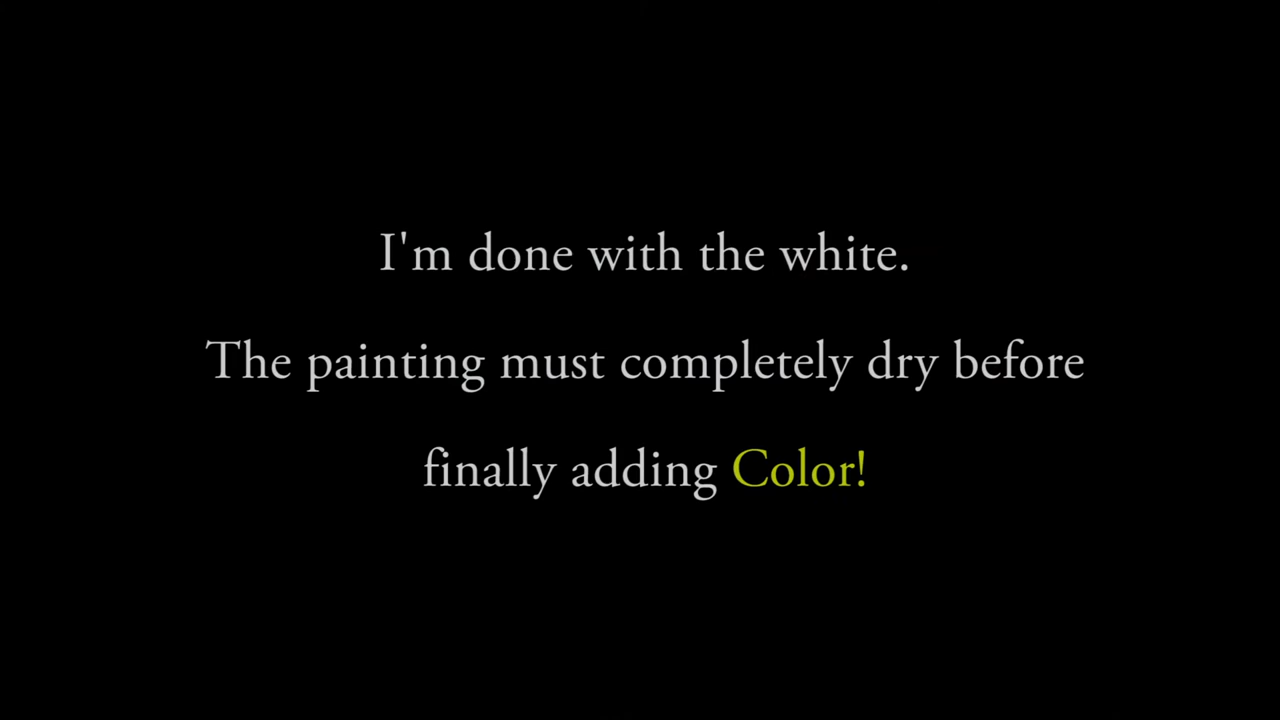 I'm done with the white.
The painting must completely dry before
finally adding Color!